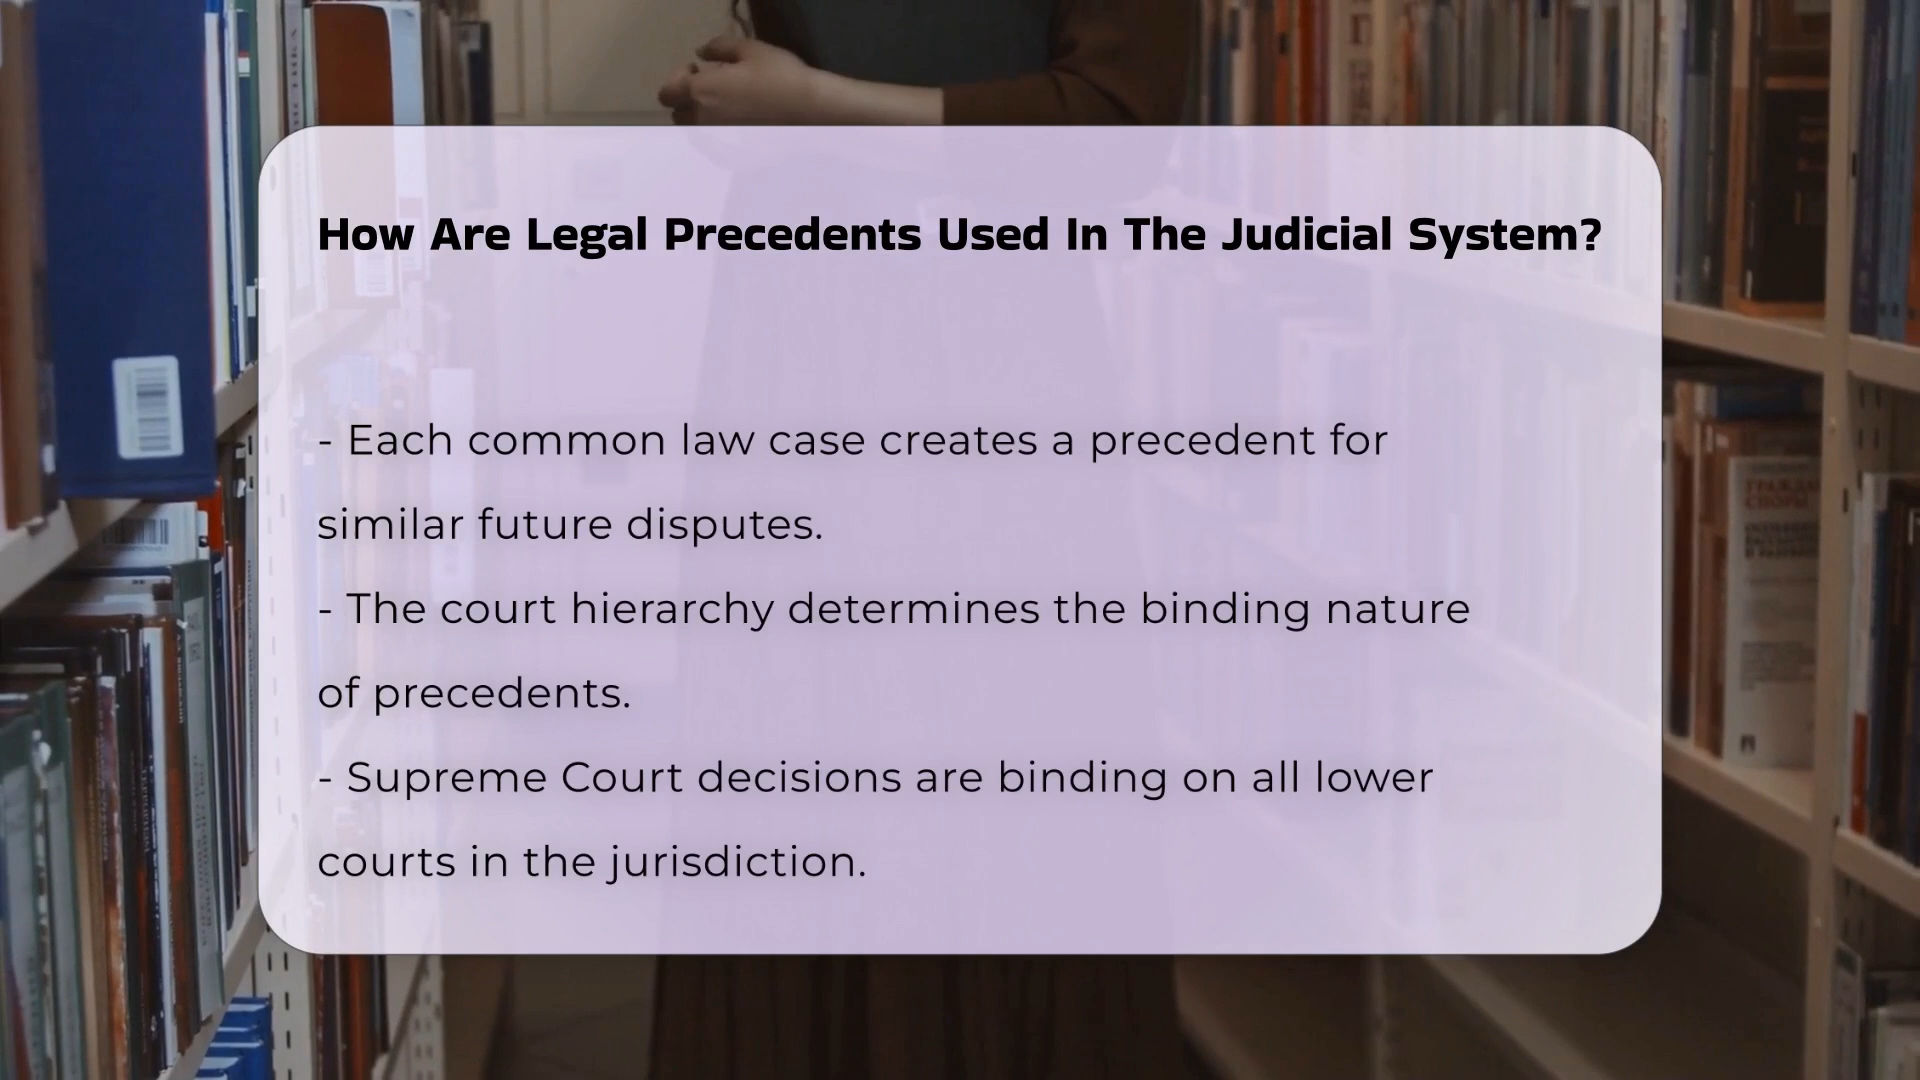 How Are Legal Precedents Used In The Judicial System?
- Each common law case creates a precedent for
similar future disputes.
- The court hierarchy determines the binding nature
of precedents.
- Supreme Court decisions are binding on all lower
courts in the jurisdiction.